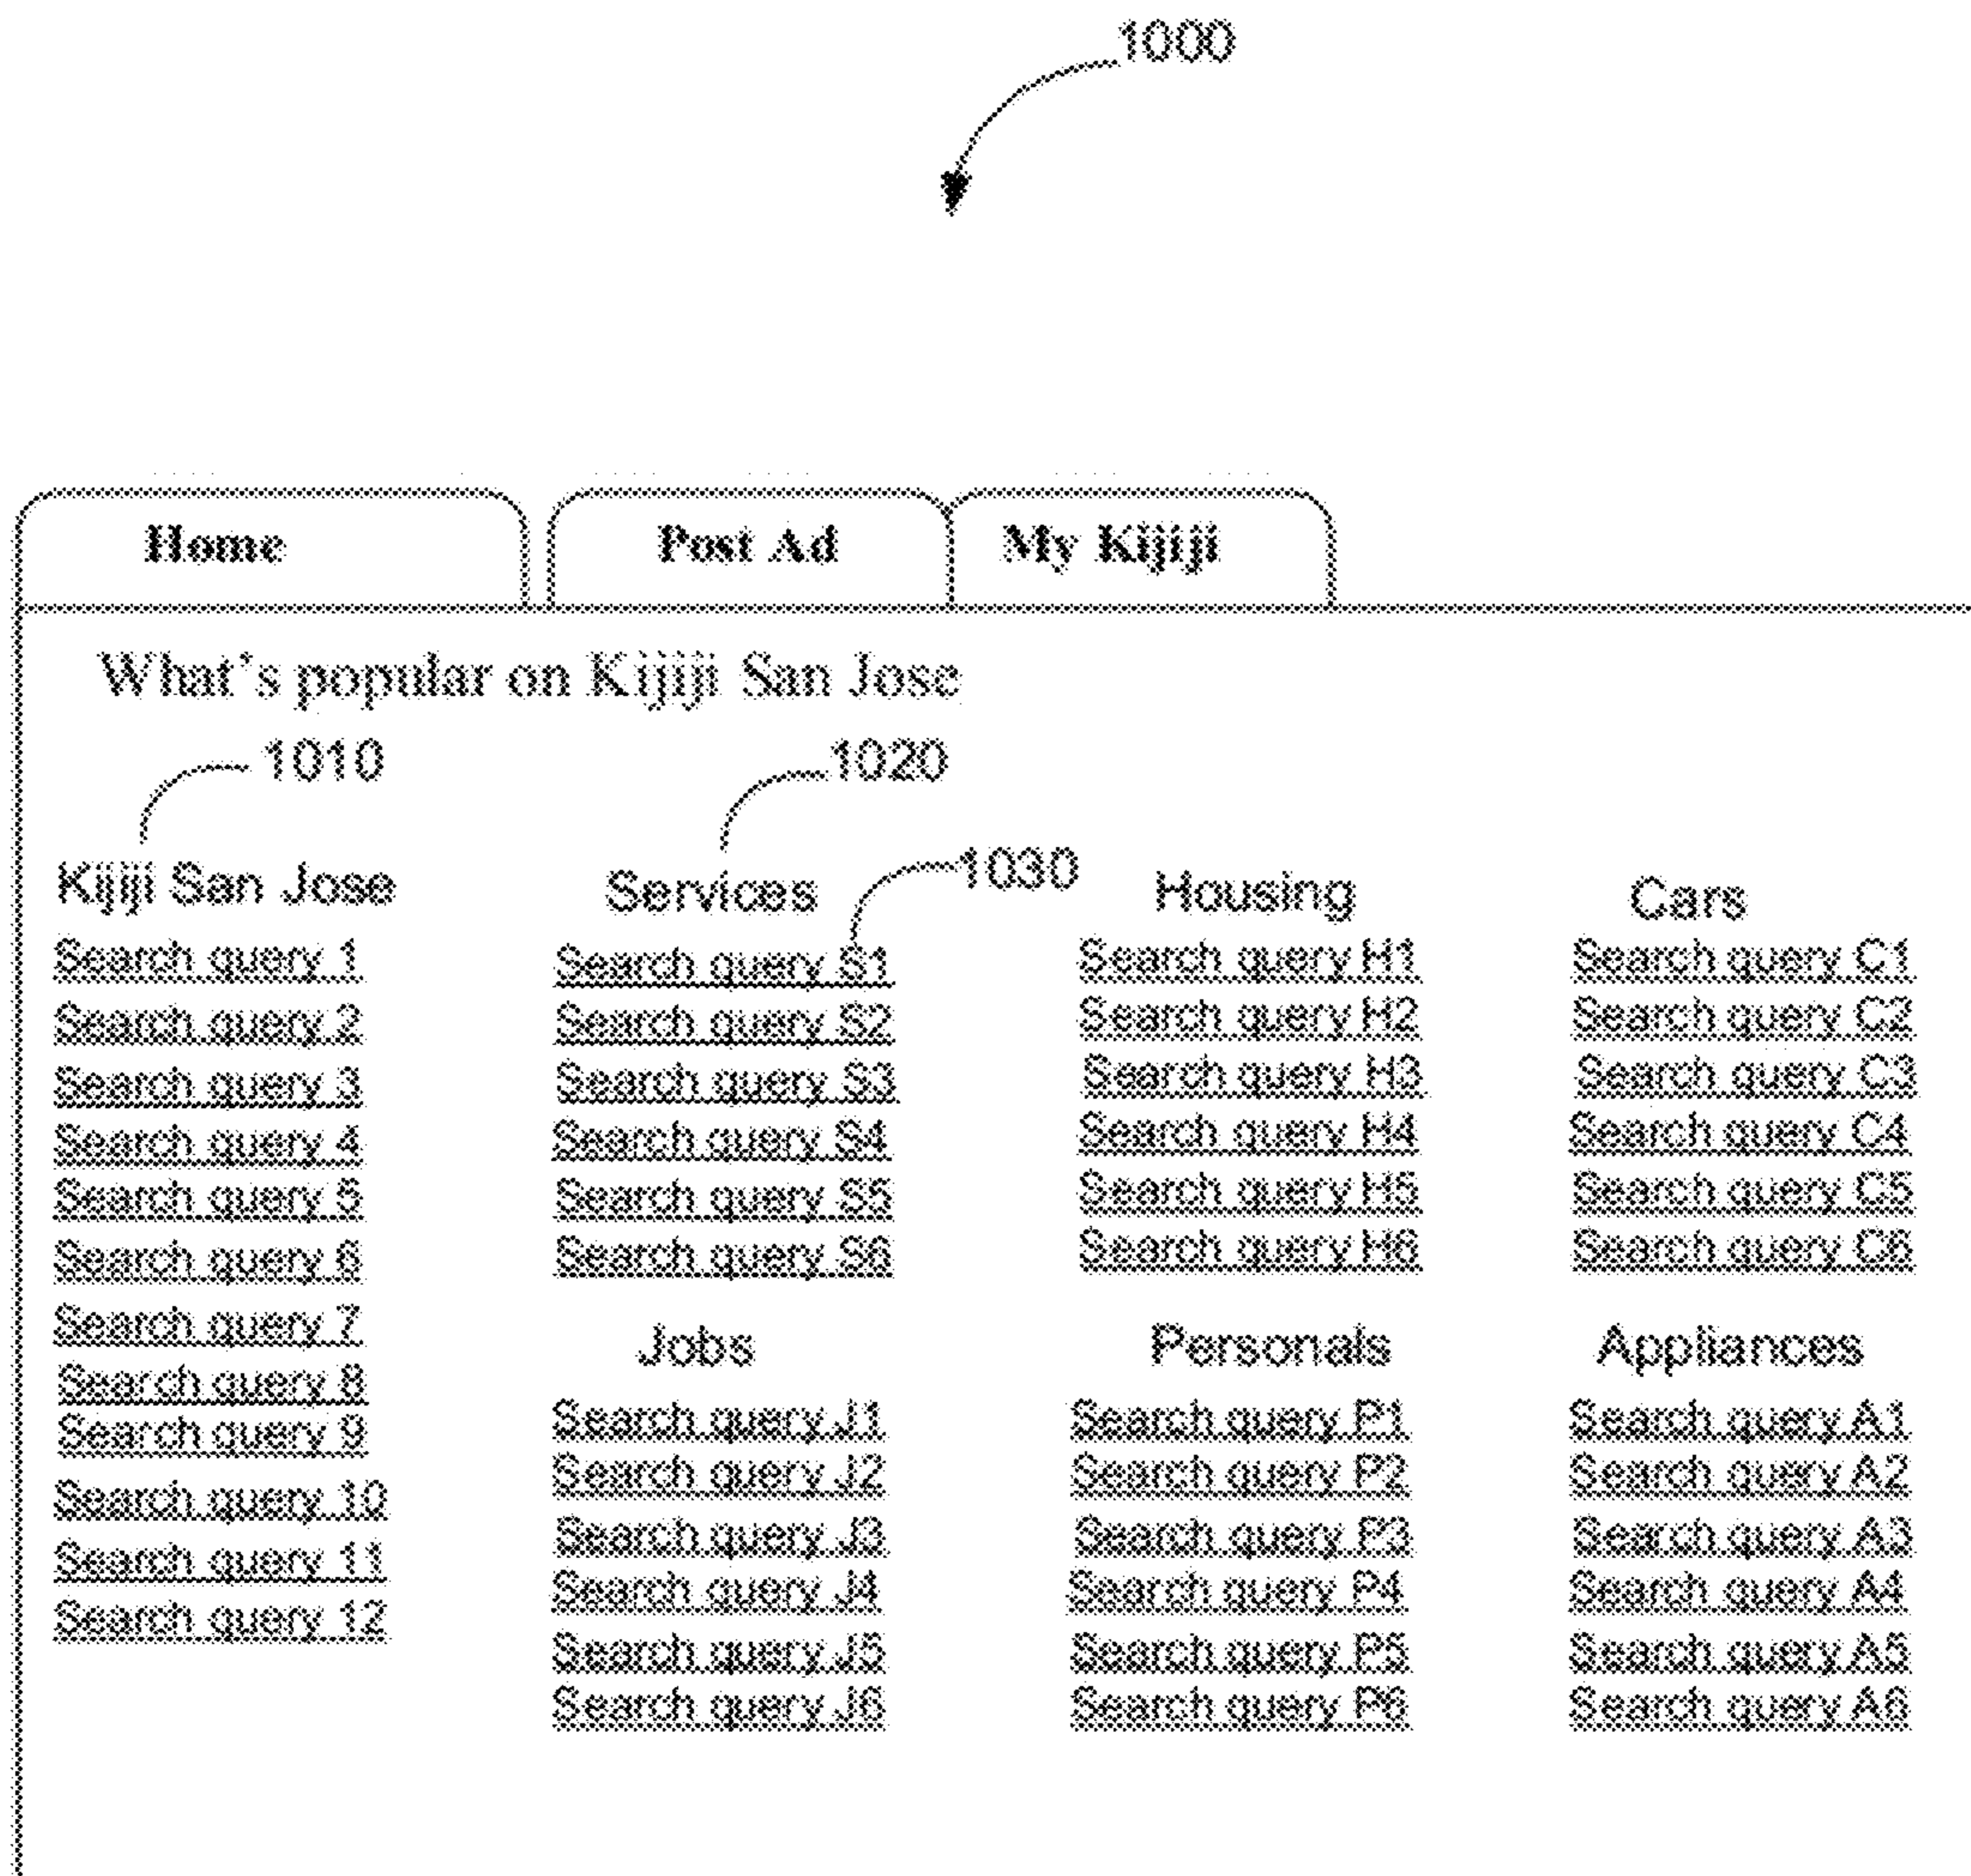 1000
Home
Post Ad
My Kijiji
What's popular on Kijiji San Jose
1010
1020
1030
Kijiji San Jose
Search query 1
Search query 2
Search query 3
Search query 4
Search query 5
Search query 6
Search query 7
Search query 8
Search query 9
Search query 10
Search query 11
Search query 12
Services
Search query S1
Search query S2
Search query S3
Search query S4
Search query S5
Search query S6
Housing
Search query H1
Search query H2
Search query H3
Search query H4
Search query H5
Search query H6
Cars
Search query C1
Search query C2
Search query C3
Search query C4
Search query C5
Search query C6
Jobs
Search query J1
Search query J2
Search query J3
Search query J4
Search query J5
Search query J6
Personals
Search query P1
Search query P2
Search query P3
Search query P4
Search query P5
Search query P6
Appliances
Search query A1
Search query A2
Search query A3
Search query A4
Search query A5
Search query A6